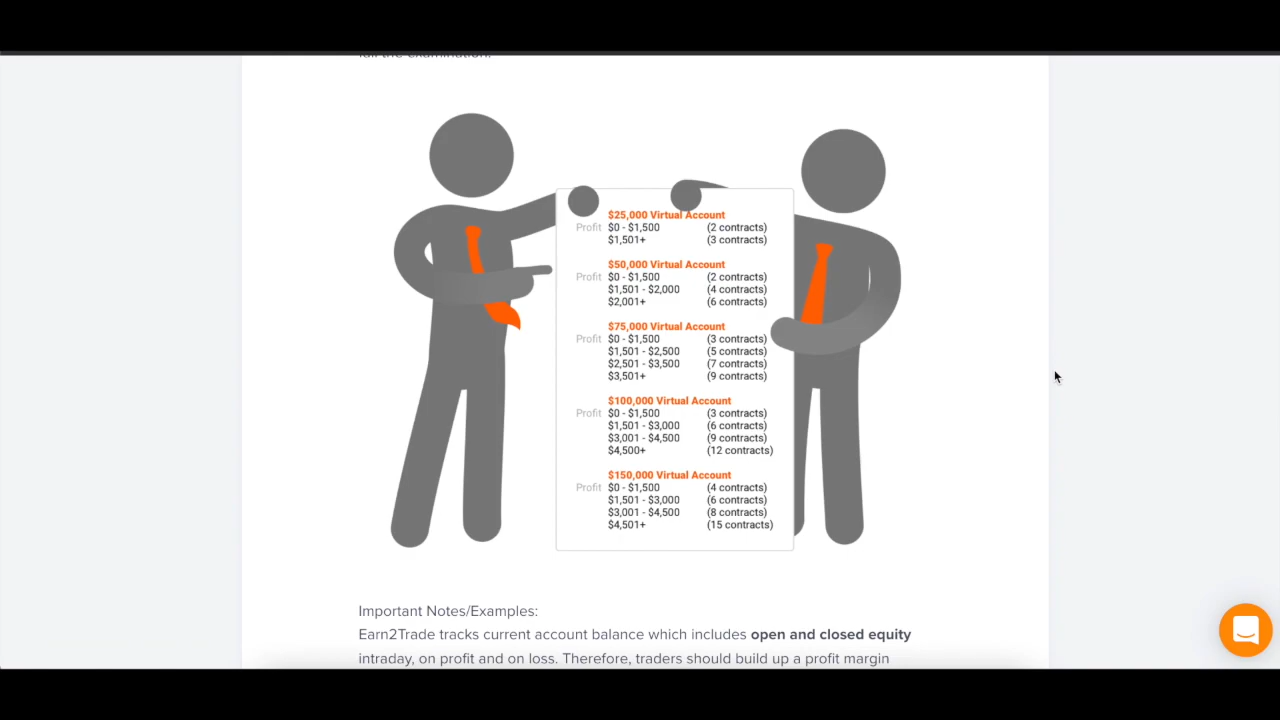 fail the examination.
$25,000 Virtual Account
Profit $0 - $1,500 (2 contracts)
$1,501+ (3 contracts)
$50,000 Virtual Account
Profit $0 - $1,500 (2 contracts)
$1,501 - $2,000 (4 contracts)
$2,001+ (6 contracts)
$75,000 Virtual Account
Profit $0 - $1,500 (3 contracts)
$1,501 - $2,500 (5 contracts)
$2,501 - $3,500 (7 contracts)
$3,501+ (9 contracts)
$100,000 Virtual Account
Profit $0 - $1,500 (3 contracts)
$1,501 - $3,000 (6 contracts)
$3,001 - $4,500 (9 contracts)
$4,500+ (12 contracts)
$150,000 Virtual Account
Profit $0 - $1,500 (4 contracts)
$1,501 - $3,000 (6 contracts)
$3,001 - $4,500 (8 contracts)
$4,501+ (15 contracts)
Important Notes/Examples:
Earn2Trade tracks current account balance which includes open and closed equity
intraday, on profit and on loss. Therefore, traders should build up a profit margin